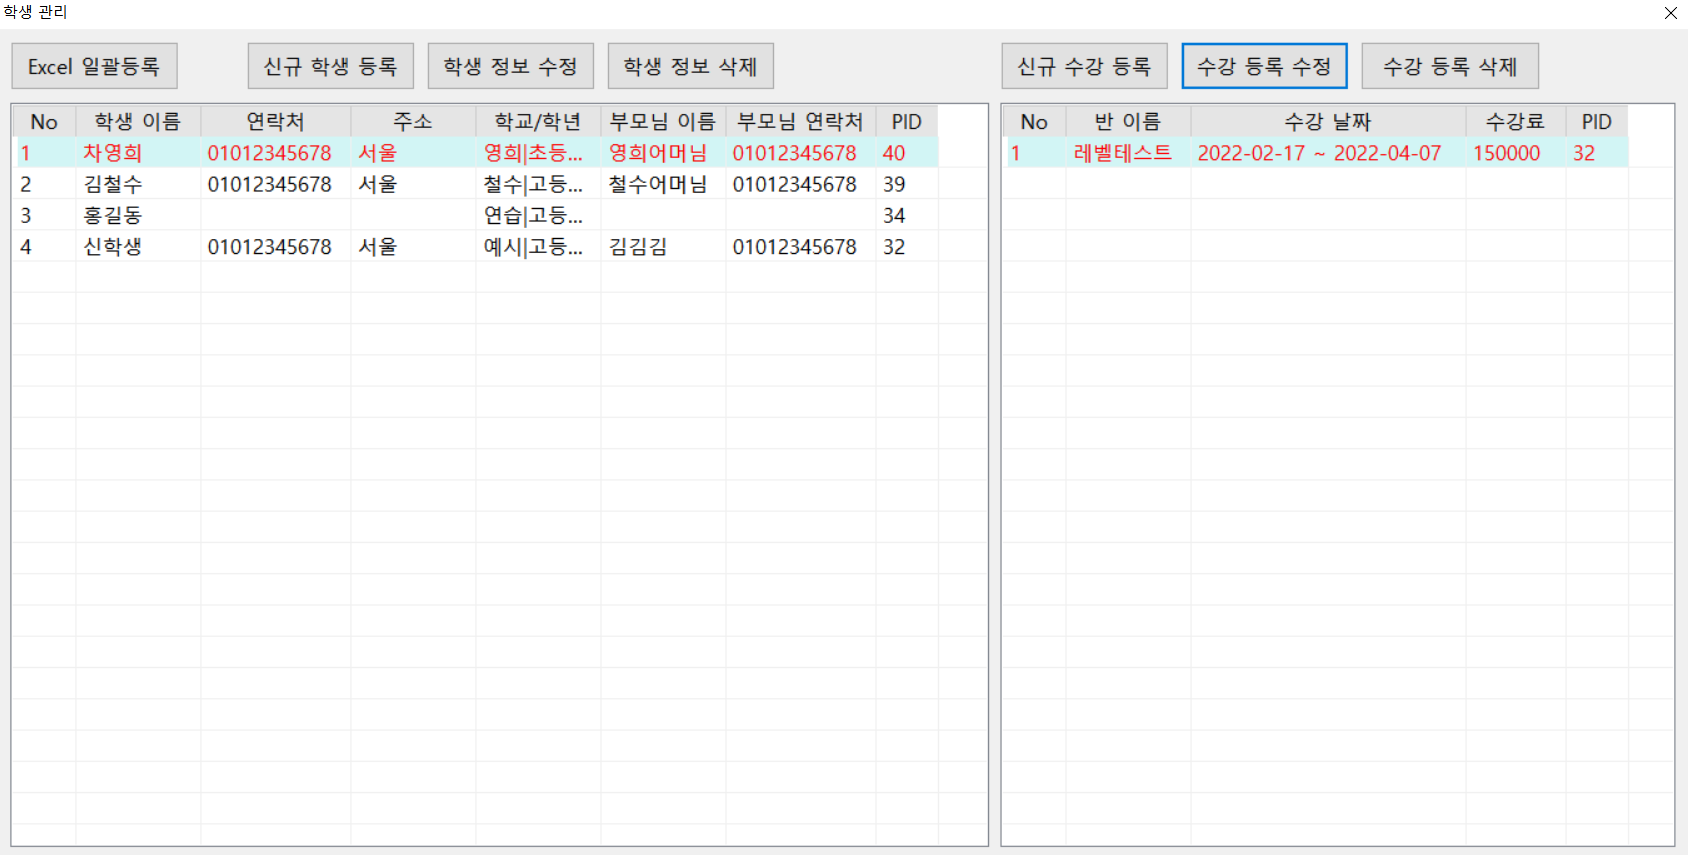 학생 관리
Excel 일괄등록 신규 학생 등록 학생 정보 수정 학생 정보 삭제 신규 수강 등록 수강 등록 수정 수강 등록 삭제
No 학생 이름 연락처 주소 학교/학년 부모님 이름 부모님 연락처 PID
1 차영희 01012345678 서울 영희|초등... 영희어머님 01012345678 40
2 김철수 01012345678 서울 철수|고등... 철수어머님 01012345678 39
3 홍길동 연습|고등... 34
4 신학생 01012345678 서울 예시|고등... 김김김 01012345678 32
No 반 이름 수강 날짜 수강료 PID
1 레벨테스트 2022-02-17 ~ 2022-04-07 150000 32